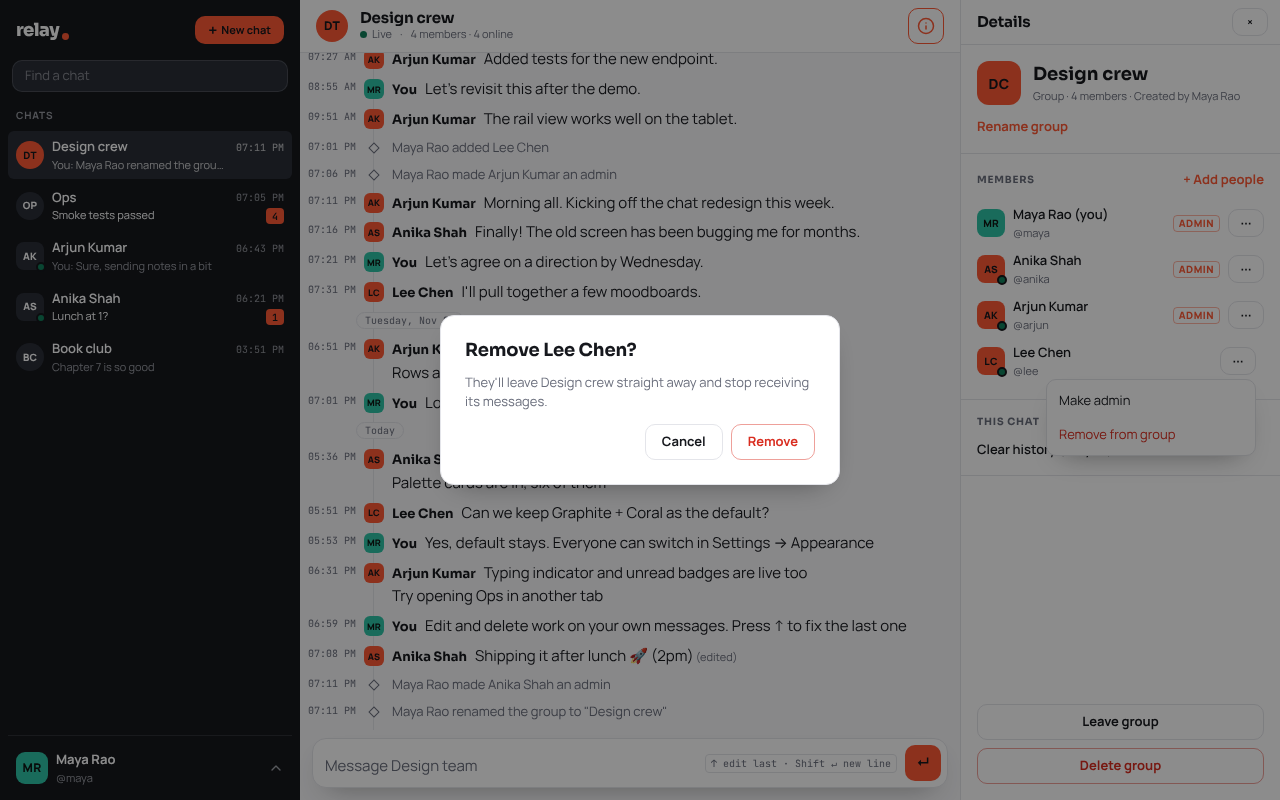 relay
+ New chat
Find a chat
CHATS
DT
Design crew
07:11 PM
You: Maya Rao renamed the grou…
OP
Ops
07:05 PM
Smoke tests passed
4
AK
Arjun Kumar
06:43 PM
You: Sure, sending notes in a bit
AS
Anika Shah
06:21 PM
Lunch at 1?
1
BC
Book club
03:51 PM
Chapter 7 is so good
MR
Maya Rao
@maya
DT
Design crew
Live · 4 members · 4 online
07:27 AM AK Arjun Kumar Added tests for the new endpoint.
08:55 AM MR You Let's revisit this after the demo.
09:51 AM AK Arjun Kumar The rail view works well on the tablet.
07:01 PM Maya Rao added Lee Chen
07:06 PM Maya Rao made Arjun Kumar an admin
07:11 PM AK Arjun Kumar Morning all. Kicking off the chat redesign this week.
07:16 PM AS Anika Shah Finally! The old screen has been bugging me for months.
07:21 PM MR You Let's agree on a direction by Wednesday.
07:31 PM LC Lee Chen I'll pull together a few moodboards.
Tuesday, Nov
06:51 PM AK Arjun K
Rows a
07:01 PM MR You Lo
Today
05:36 PM AS Anika S
Palette cards are in, six of them
05:51 PM LC Lee Chen Can we keep Graphite + Coral as the default?
05:53 PM MR You Yes, default stays. Everyone can switch in Settings → Appearance
06:31 PM AK Arjun Kumar Typing indicator and unread badges are live too
Try opening Ops in another tab
06:59 PM MR You Edit and delete work on your own messages. Press ↑ to fix the last one
07:08 PM AS Anika Shah Shipping it after lunch 🚀 (2pm) (edited)
07:11 PM Maya Rao made Anika Shah an admin
07:11 PM Maya Rao renamed the group to "Design crew"
Message Design team
↑ edit last · Shift ↵ new line
Remove Lee Chen?
They'll leave Design crew straight away and stop receiving
its messages.
Cancel
Remove
Details
×
DC
Design crew
Group · 4 members · Created by Maya Rao
Rename group
MEMBERS
+ Add people
MR
Maya Rao (you)
@maya
ADMIN
···
AS
Anika Shah
@anika
ADMIN
···
AK
Arjun Kumar
@arjun
ADMIN
···
LC
Lee Chen
@lee
···
Make admin
Remove from group
THIS CHAT
Clear history
Leave group
Delete group